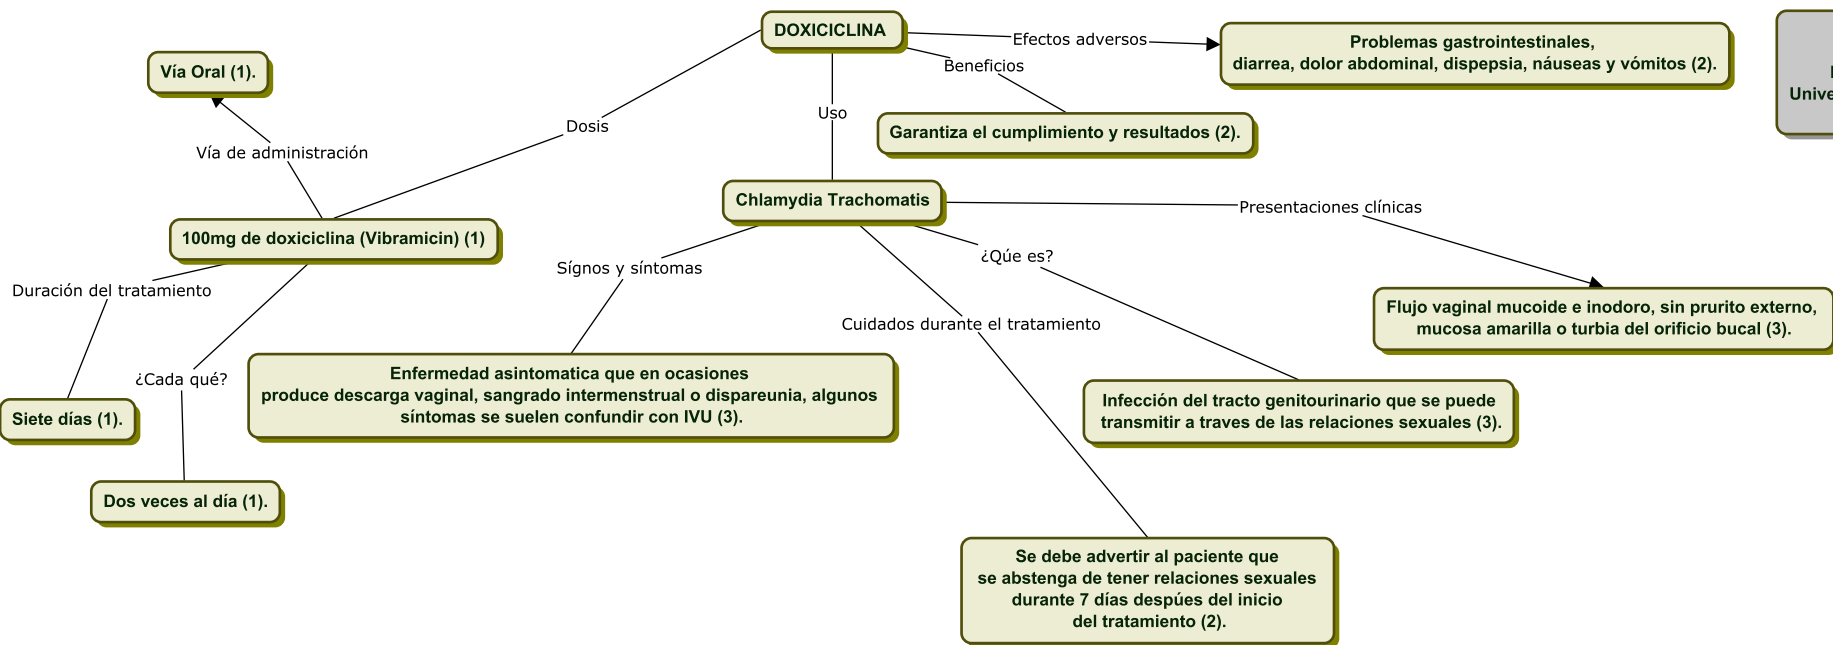 DOXICICLINA
Efectos adversos
Problemas gastrointestinales,
diarrea, dolor abdominal, dispepsia, náuseas y vómitos (2).
Beneficios
Garantiza el cumplimiento y resultados (2).
Uso
Dosis
Vía Oral (1).
Vía de administración
100mg de doxiciclina (Vibramicin) (1)
Duración del tratamiento
Siete días (1).
¿Cada qué?
Dos veces al día (1).
Chlamydia Trachomatis
Presentaciones clínicas
Flujo vaginal mucoide e inodoro, sin prurito externo,
mucosa amarilla o turbia del orificio bucal (3).
Sígnos y síntomas
Enfermedad asintomatica que en ocasiones
produce descarga vaginal, sangrado intermenstrual o dispareunia, algunos
síntomas se suelen confundir con IVU (3).
¿Qúe es?
Infección del tracto genitourinario que se puede
transmitir a traves de las relaciones sexuales (3).
Cuidados durante el tratamiento
Se debe advertir al paciente que
se abstenga de tener relaciones sexuales
durante 7 días despúes del inicio
del tratamiento (2).